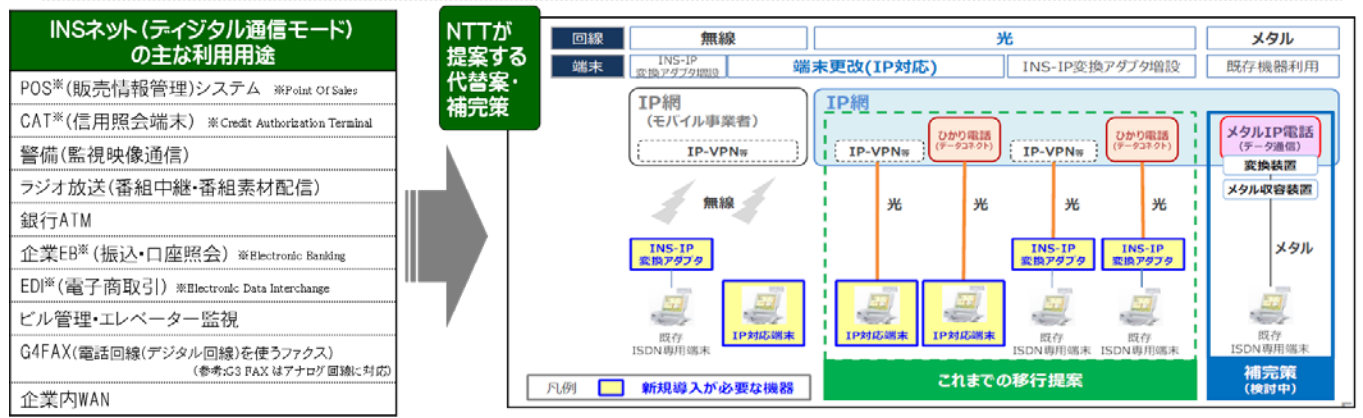 INSネット(ディジタル通信モード)
の主な利用用途
POS※(販売情報管理)システム ※Point Of Sales
CAT※(信用照会端末) ※Credit Authorization Terminal
警備(監視映像通信)
ラジオ放送(番組中継・番組素材配信)
銀行ATM
企業EB※(振込・口座照会) ※Electronic Banking
EDI※(電子商取引) ※Electronic Data Interchange
ビル管理・エレベーター監視
G4FAX(電話回線(デジタル回線)を使うファクス)
(参考:G3 FAX はアナログ回線に対応)
企業内WAN
NTTが
提案する
代替案・
補完策
回線 無線 光 メタル
端末 INS-IP
変換アダプタ増設 端末更改(IP対応) INS-IP変換アダプタ増設 既存機器利用
IP網
(モバイル事業者)
IP-VPN等
無線
INS-IP
変換アダプタ
既存
ISDN専用端末
IP対応端末
IP網
IP-VPN等 ひかり電話
(データコネクト) IP-VPN等 ひかり電話
(データコネクト)
光 光 光 光
INS-IP
変換アダプタ
INS-IP
変換アダプタ
IP対応端末 IP対応端末
既存
ISDN専用端末
既存
ISDN専用端末
これまでの移行提案
メタルIP電話
(データ通信)
変換装置
メタル収容装置
メタル
既存
ISDN専用端末
補完策
(検討中)
凡例 新規導入が必要な機器